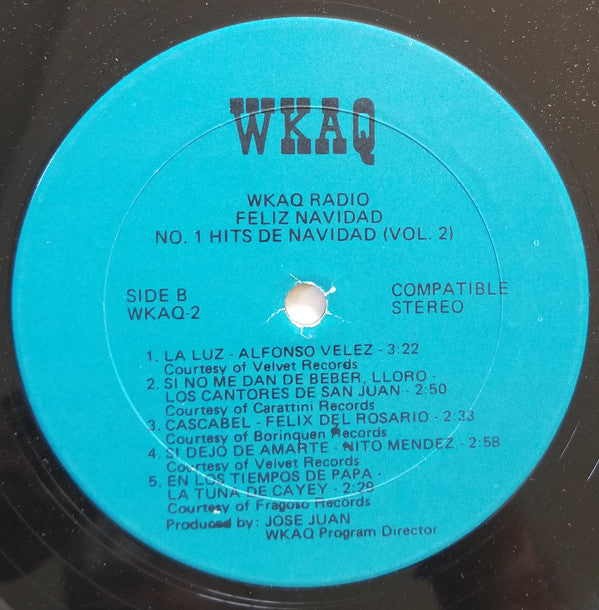 WKAQ
WKAQ RADIO
FELIZ NAVIDAD
NO. 1 HITS DE NAVIDAD (VOL. 2)
SIDE B
WKAQ-2
COMPATIBLE
STEREO
1. LA LUZ - ALFONSO VELEZ - 3:22
Courtesy of Velvet Records
2. SI NO ME DAN DE BEBER, LLORO -
LOS CANTORES DE SAN JUAN - 2:50
Courtesy of Carattini Records
3. CASCABEL - FELIX DEL ROSARIO - 2:33
Courtesy of Borinquen Records
4. SI DEJO DE AMARTE - NITO MENDEZ - 2:58
Courtesy of Velvet Records
5. EN LOS TIEMPOS DE PAPA -
LA TUNA DE CAYEY - 2:29
Courtesy of Fragoso Records
Produced by: JOSE JUAN
WKAQ Program Director